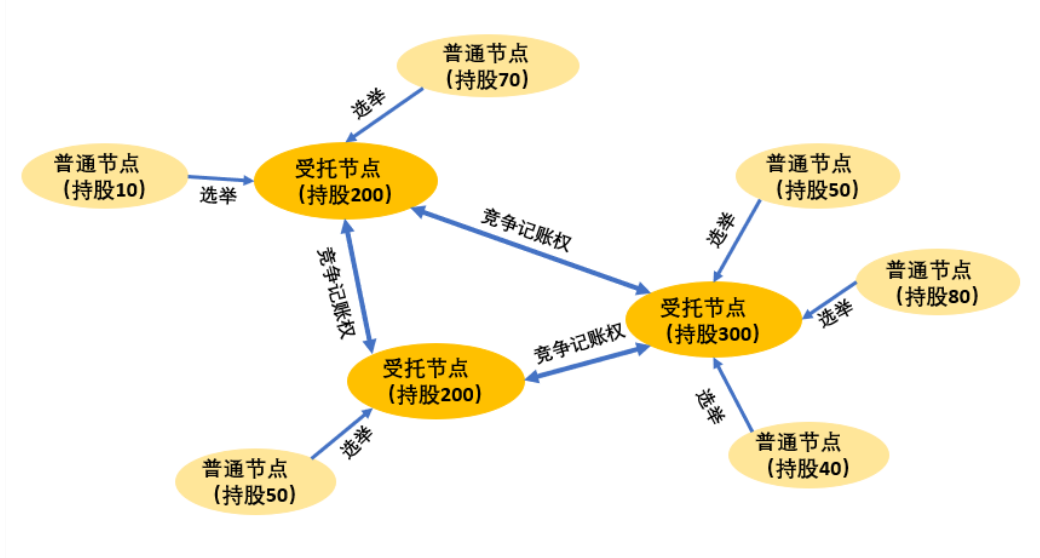 普通节点
（持股70）
选举
普通节点
（持股10）
选举
受托节点
（持股200）
普通节点
（持股50）
选举
竞争记账权
竞争记账权
普通节点
（持股80）
选举
受托节点
（持股300）
竞争记账权
受托节点
（持股200）
选举
选举
普通节点
（持股40）
普通节点
（持股50）